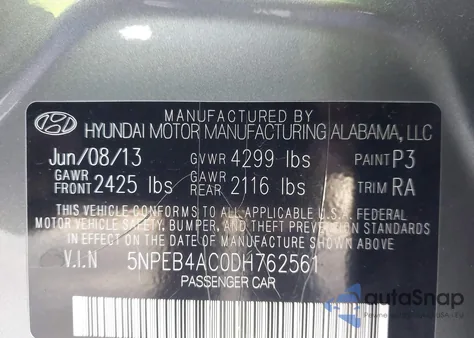 MANUFACTURED BY
HYUNDAI MOTOR MANUFACTURING ALABAMA, LLC
Jun/08/13 GVWR 4299 lbs PAINT P3
GAWR FRONT 2425 lbs GAWR REAR 2116 lbs TRIM RA
THIS VEHICLE CONFORMS TO ALL APPLICABLE U.S.A. FEDERAL
MOTOR VEHICLE SAFETY, BUMPER, AND THEFT PREVENTION STANDARDS
IN EFFECT ON THE DATE OF MANUFACTURE SHOWN ABOVE.
V.I.N 5NPEB4AC0DH762561
PASSENGER CAR
autoSnap